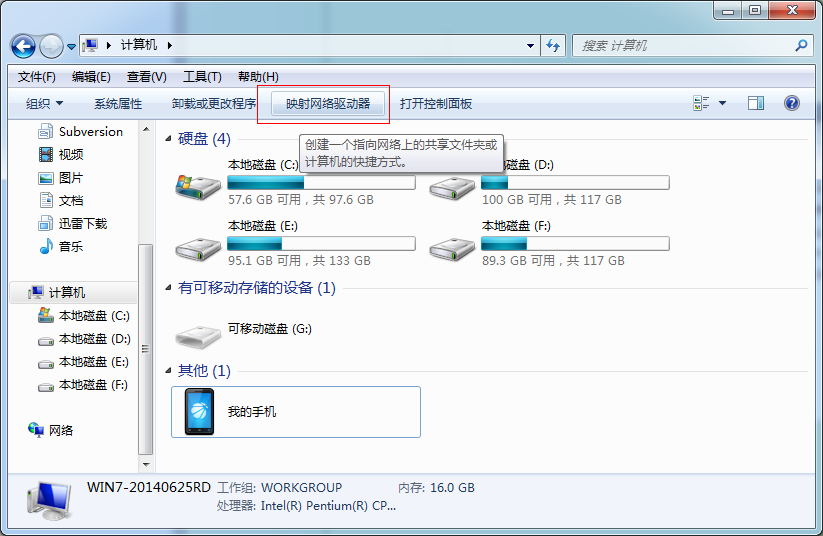 计算机
搜索 计算机
文件(F) 编辑(E) 查看(V) 工具(T) 帮助(H)
组织 系统属性 卸载或更改程序 映射网络驱动器 打开控制面板
创建一个指向网络上的共享文件夹或
计算机的快捷方式。
Subversion
视频
图片
文档
迅雷下载
音乐
计算机
本地磁盘 (C:)
本地磁盘 (D:)
本地磁盘 (E:)
本地磁盘 (F:)
网络
硬盘 (4)
本地磁盘 (C:)
57.6 GB 可用，共 97.6 GB
磁盘 (D:)
100 GB 可用，共 117 GB
本地磁盘 (E:)
95.1 GB 可用，共 133 GB
本地磁盘 (F:)
89.3 GB 可用，共 117 GB
有可移动存储的设备 (1)
可移动磁盘 (G:)
其他 (1)
我的手机
WIN7-20140625RD 工作组: WORKGROUP 内存: 16.0 GB
处理器: Intel(R) Pentium(R) CP...